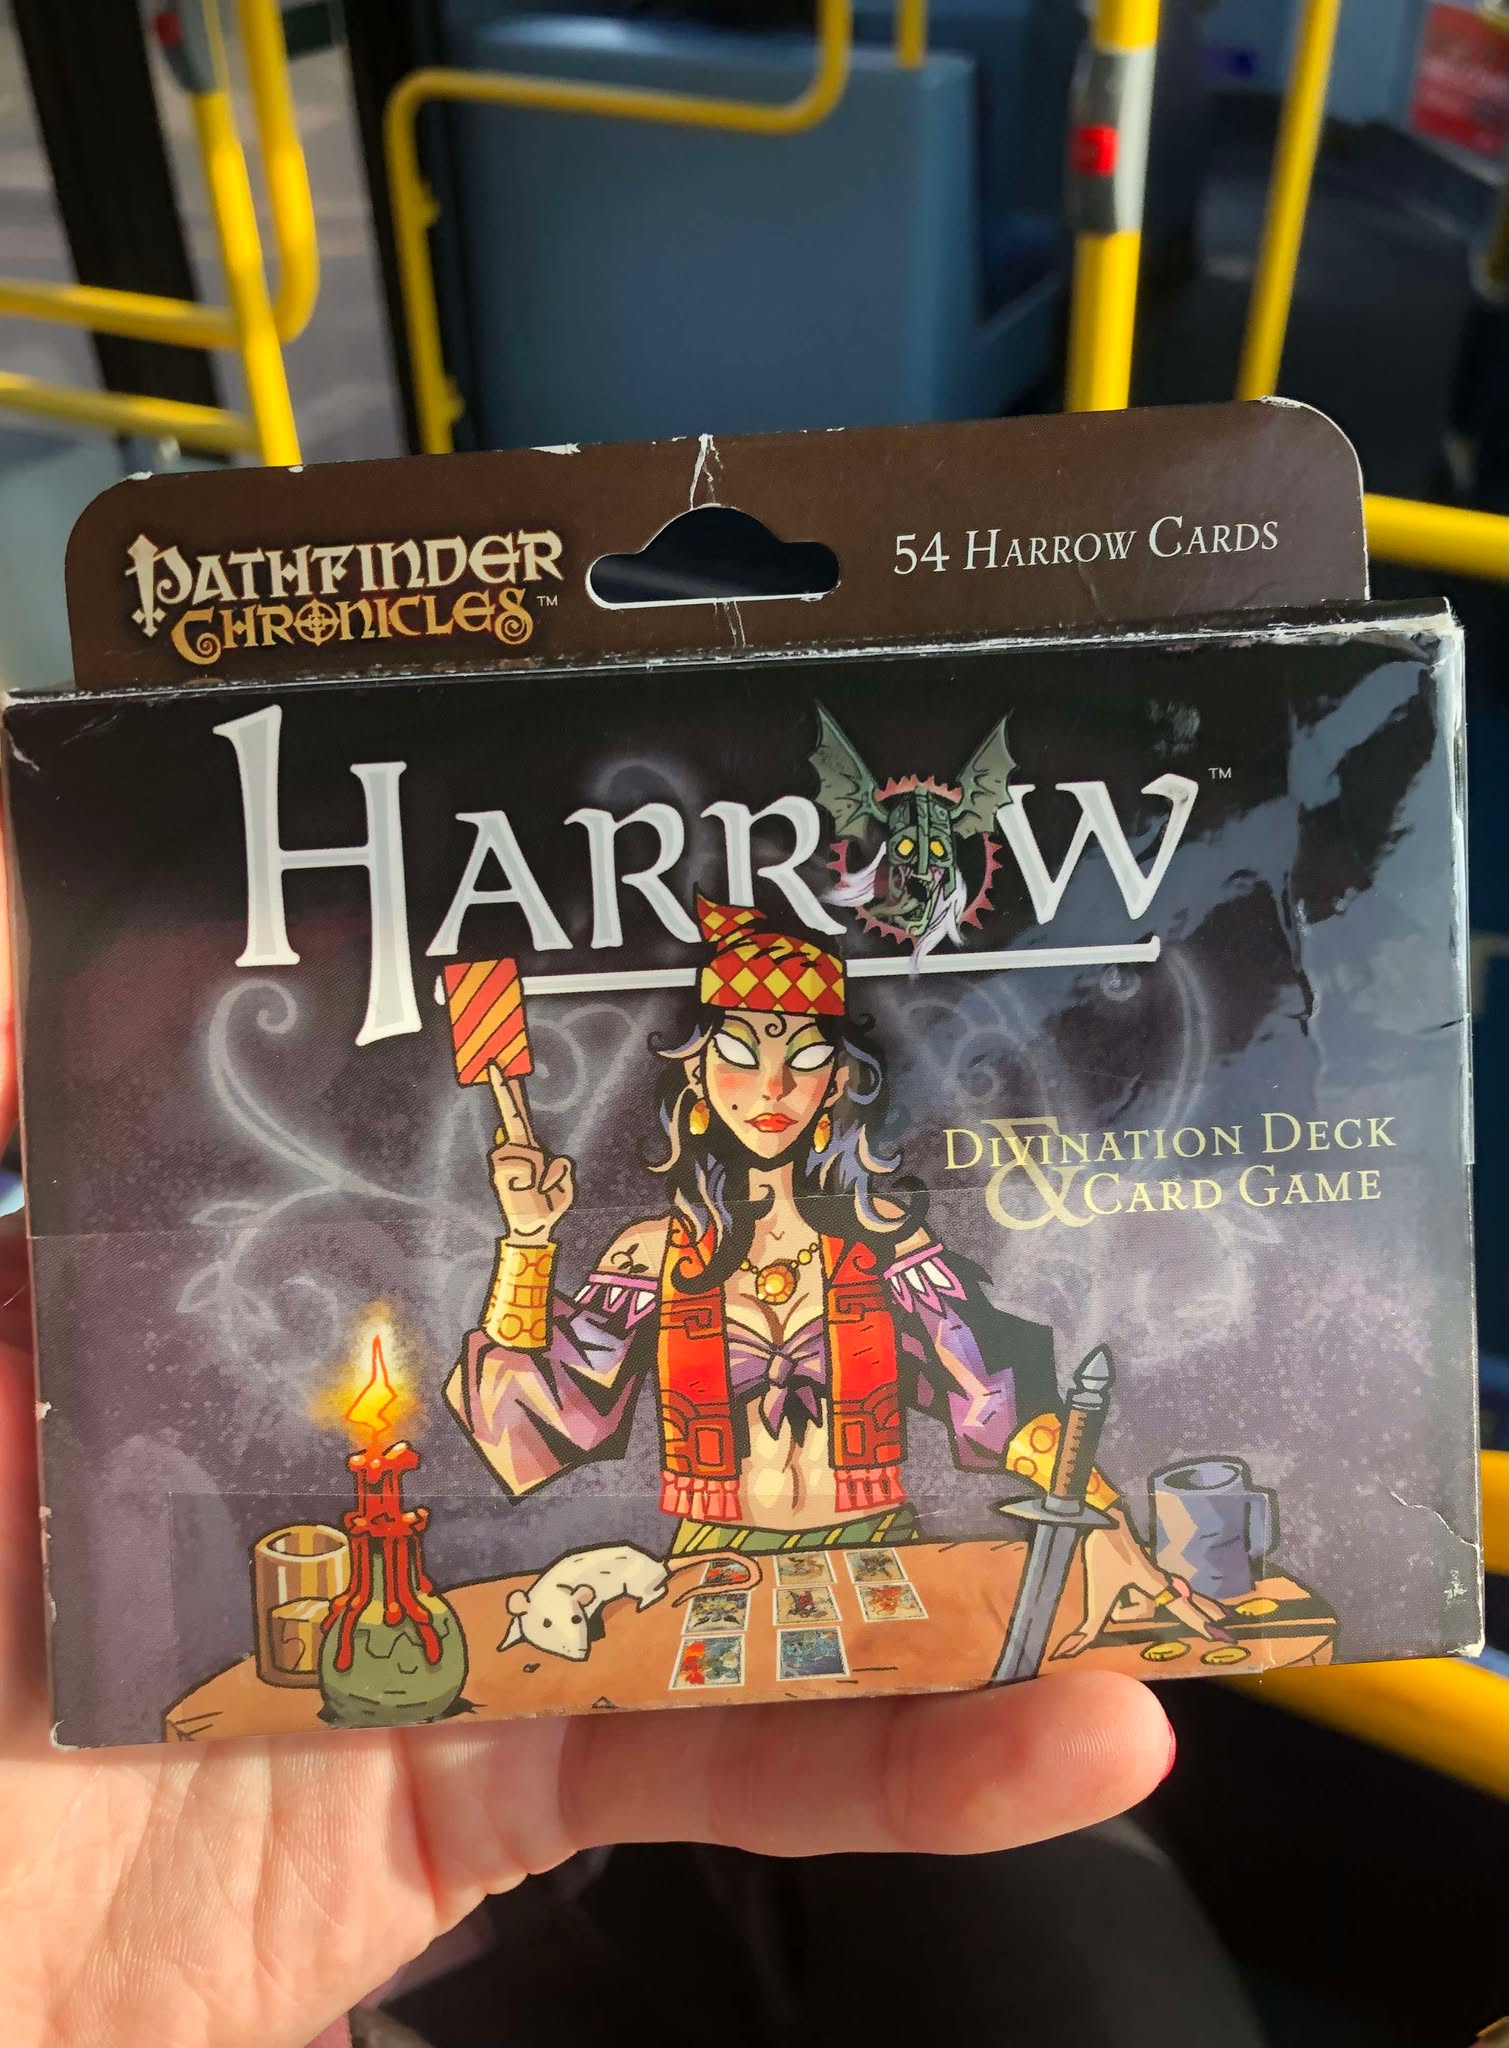 PATHFINDER
CHRONICLES™
54 HARROW CARDS
HARROW™
DIVINATION DECK
& CARD GAME